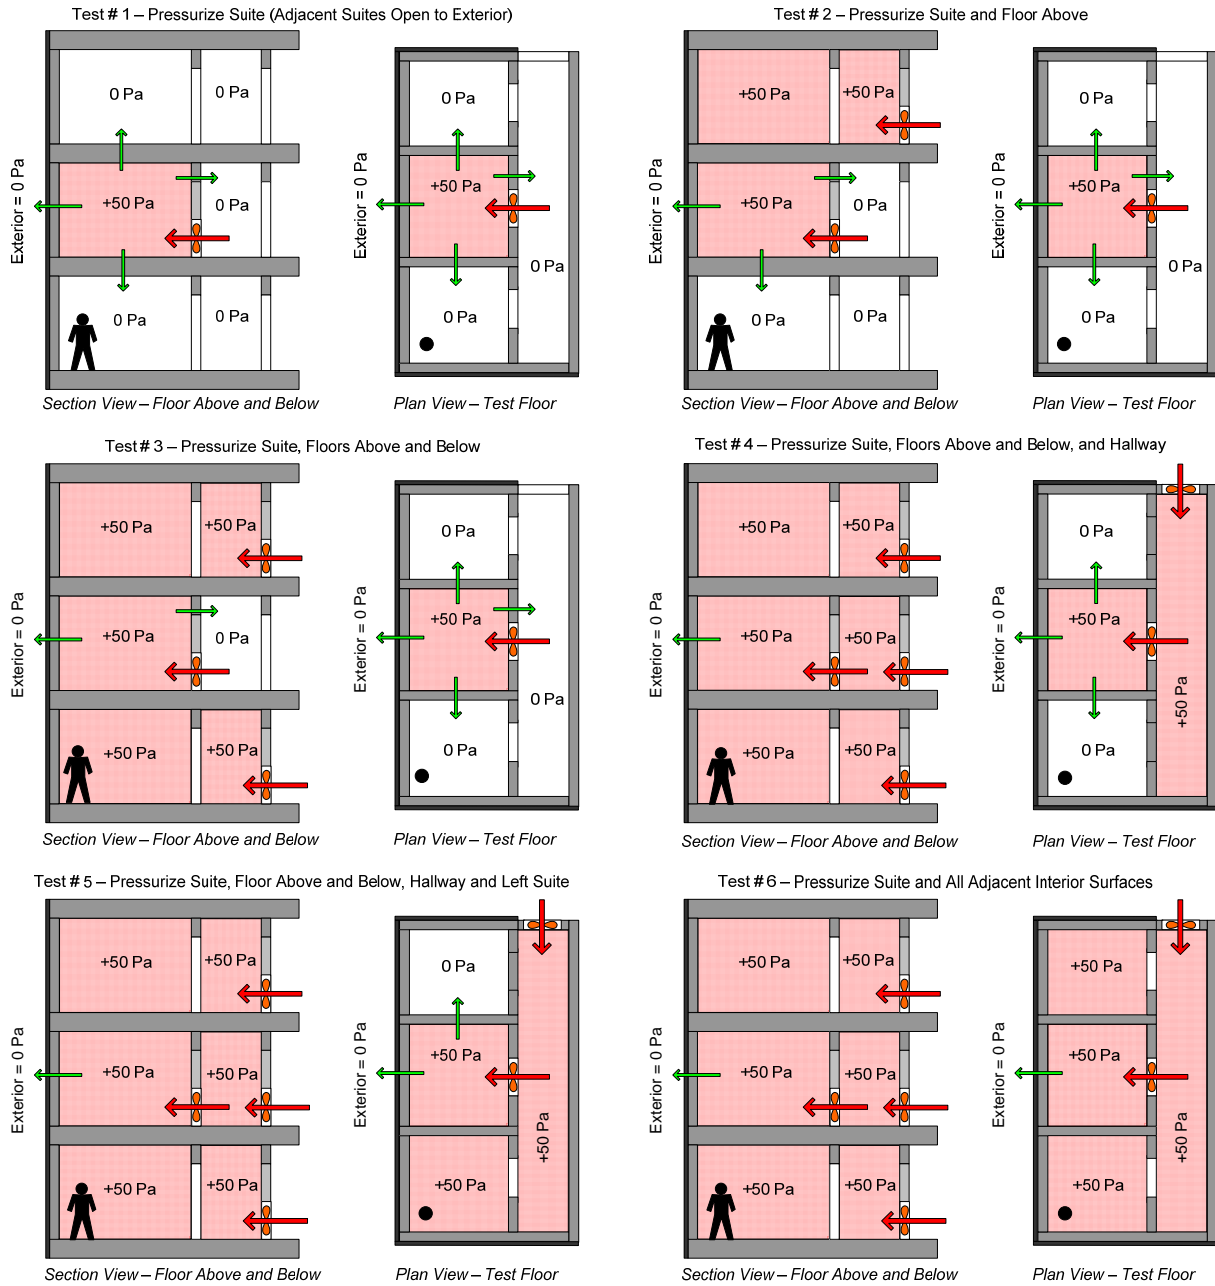 Test # 1 – Pressurize Suite (Adjacent Suites Open to Exterior)
0 Pa
0 Pa
0 Pa
Exterior = 0 Pa
+50 Pa
0 Pa
Exterior = 0 Pa
+50 Pa
0 Pa
0 Pa
0 Pa
0 Pa
Section View – Floor Above and Below
Plan View – Test Floor
Test # 2 – Pressurize Suite and Floor Above
+50 Pa
+50 Pa
0 Pa
Exterior = 0 Pa
+50 Pa
0 Pa
Exterior = 0 Pa
+50 Pa
0 Pa
0 Pa
0 Pa
0 Pa
Section View – Floor Above and Below
Plan View – Test Floor
Test # 3 – Pressurize Suite, Floors Above and Below
+50 Pa
+50 Pa
0 Pa
Exterior = 0 Pa
+50 Pa
0 Pa
Exterior = 0 Pa
+50 Pa
0 Pa
+50 Pa
+50 Pa
0 Pa
Section View – Floor Above and Below
Plan View – Test Floor
Test # 4 – Pressurize Suite, Floors Above and Below, and Hallway
+50 Pa
+50 Pa
0 Pa
Exterior = 0 Pa
+50 Pa
+50 Pa
Exterior = 0 Pa
+50 Pa
+50 Pa
+50 Pa
+50 Pa
0 Pa
Section View – Floor Above and Below
Plan View – Test Floor
Test # 5 – Pressurize Suite, Floor Above and Below, Hallway and Left Suite
+50 Pa
+50 Pa
0 Pa
Exterior = 0 Pa
+50 Pa
+50 Pa
Exterior = 0 Pa
+50 Pa
+50 Pa
+50 Pa
+50 Pa
+50 Pa
Section View – Floor Above and Below
Plan View – Test Floor
Test # 6 – Pressurize Suite and All Adjacent Interior Surfaces
+50 Pa
+50 Pa
+50 Pa
Exterior = 0 Pa
+50 Pa
+50 Pa
Exterior = 0 Pa
+50 Pa
+50 Pa
+50 Pa
+50 Pa
+50 Pa
Section View – Floor Above and Below
Plan View – Test Floor